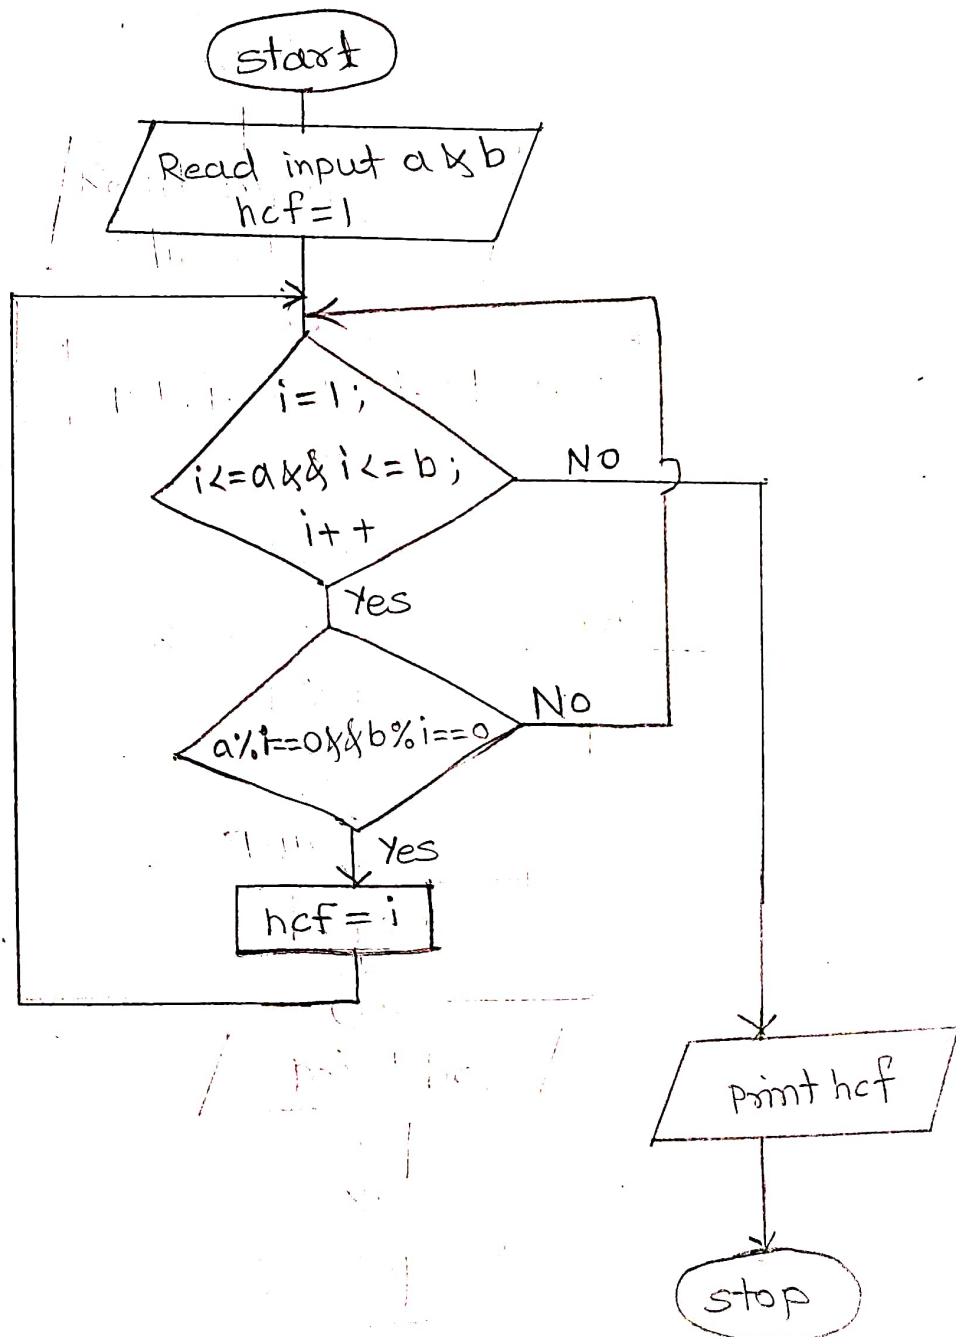 start
Read input a & b
hcf=1
i=1;
i<=a && i<=b;
i++
NO
Yes
a%i==0&&b%i==0
No
Yes
hcf=i
print hcf
stop